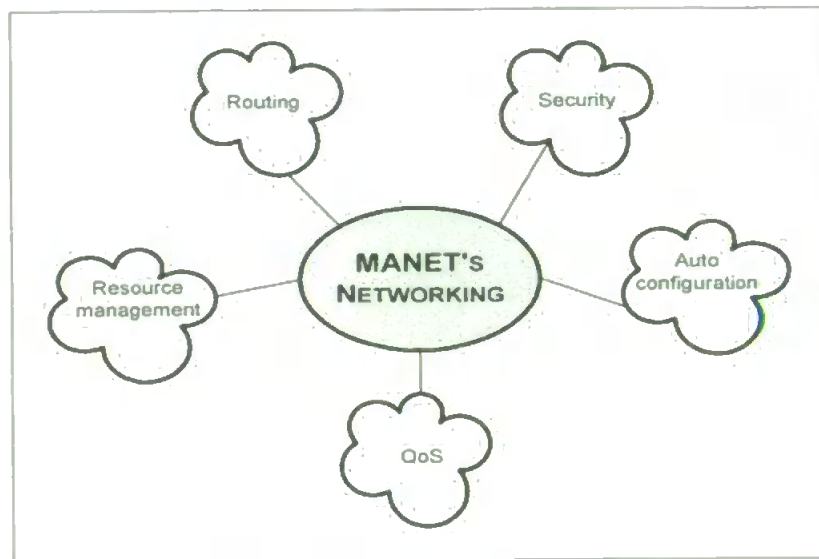 Routing
Security
MANET's
NETWORKING
Auto
configuration
Resource
management
QoS